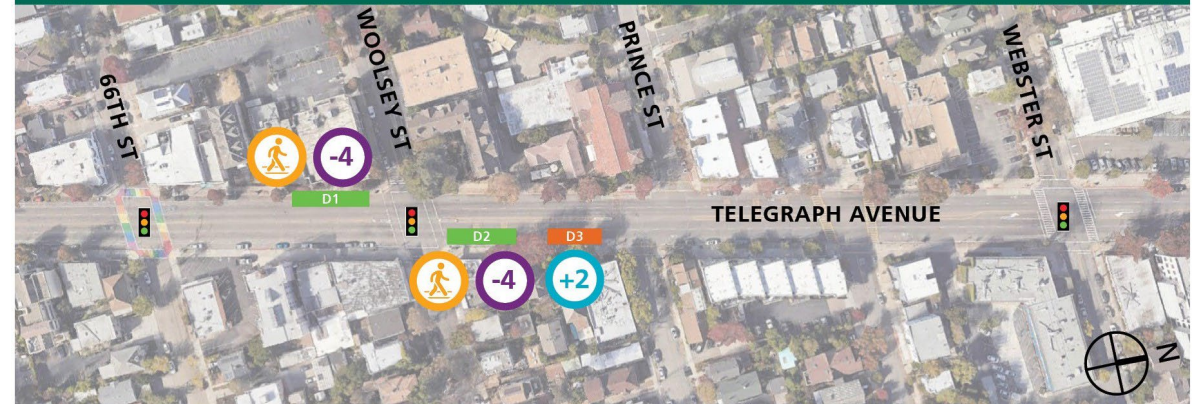 66TH ST
WOOLSEY ST
PRINCE ST
WEBSTER ST
-4
D1
TELEGRAPH AVENUE
D2
D3
-4
+2
N